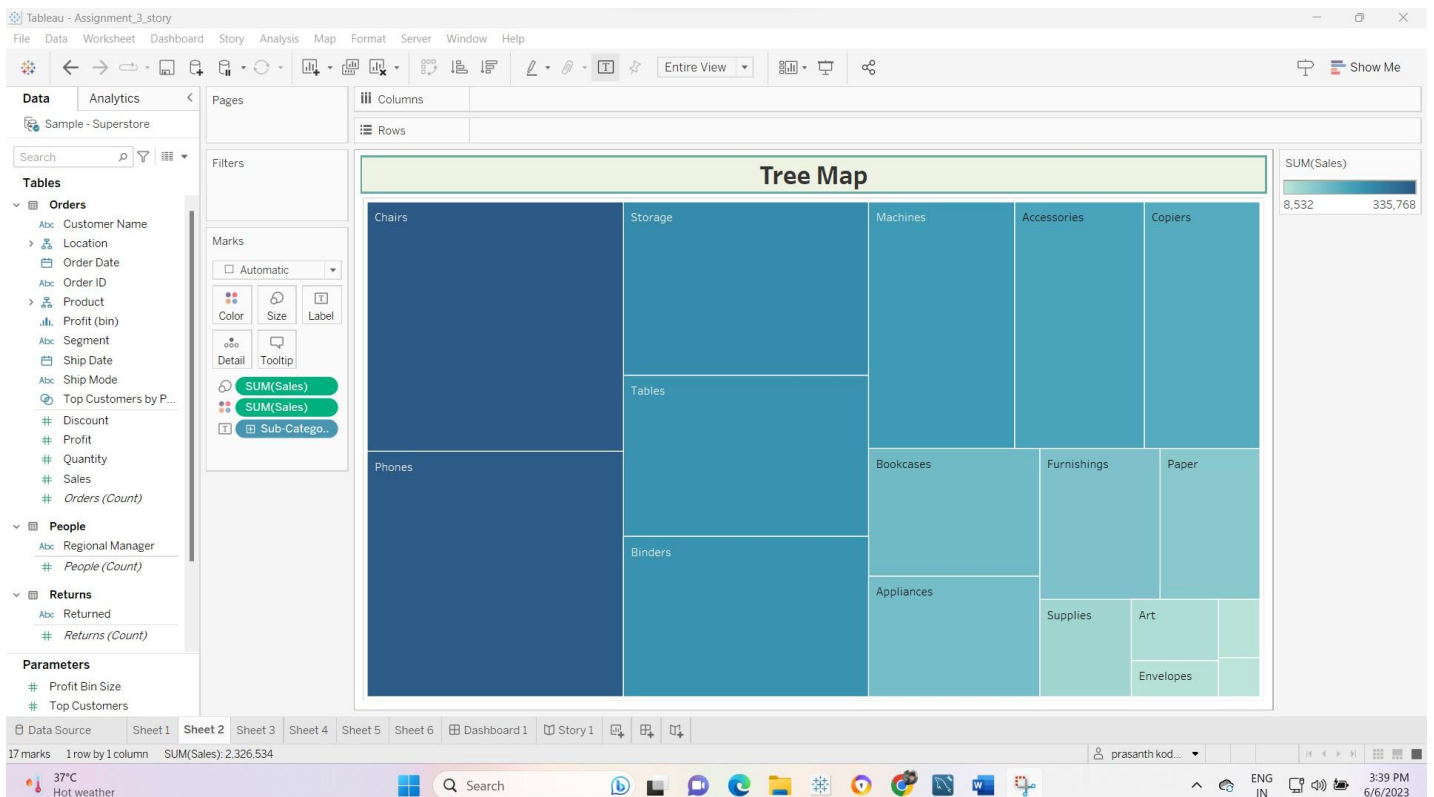 Tableau - Assignment_3_story
File Data Worksheet Dashboard Story Analysis Map Format Server Window Help
Entire View
Show Me
Data Analytics
Sample - Superstore
Search
Tables
Orders
Abc Customer Name
Location
Order Date
Abc Order ID
Product
Profit (bin)
Abc Segment
Ship Date
Abc Ship Mode
Top Customers by P...
# Discount
# Profit
# Quantity
# Sales
# Orders (Count)
People
Abc Regional Manager
# People (Count)
Returns
Abc Returned
# Returns (Count)
Parameters
# Profit Bin Size
# Top Customers
Pages
Filters
Marks
Automatic
Color Size Label
Detail Tooltip
SUM(Sales)
SUM(Sales)
Sub-Catego..
Columns
Rows
Tree Map
Chairs
Storage
Machines
Accessories
Copiers
Tables
Phones
Bookcases
Furnishings
Paper
Binders
Appliances
Supplies
Art
Envelopes
SUM(Sales)
8,532 335,768
Data Source Sheet 1 Sheet 2 Sheet 3 Sheet 4 Sheet 5 Sheet 6 Dashboard 1 Story 1
17 marks 1 row by 1 column SUM(Sales): 2,326,534
prasanth kod...
37°C
Hot weather
Search
ENG
IN
3:39 PM
6/6/2023